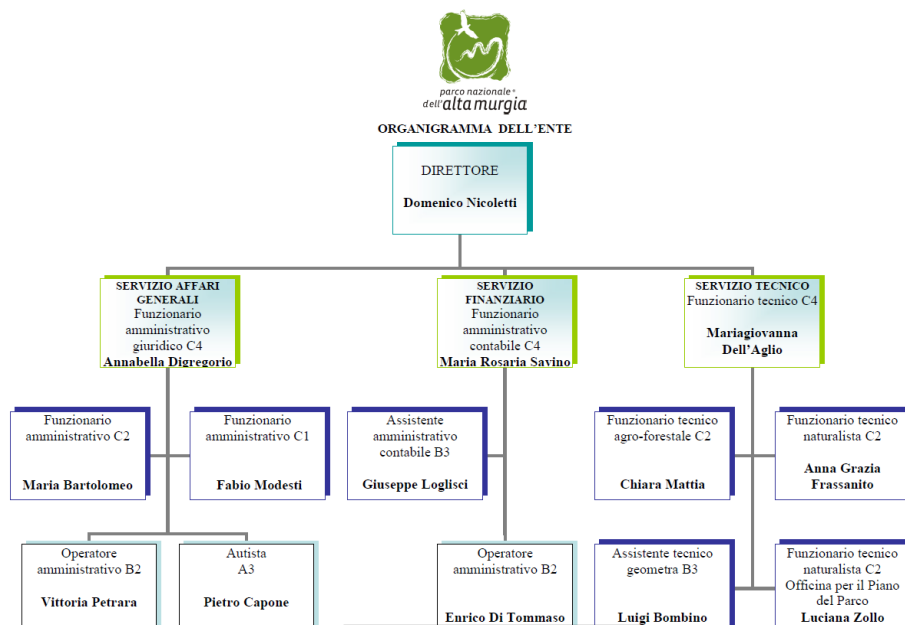 parco nazionale
dell'altamurgia
ORGANIGRAMMA DELL'ENTE
DIRETTORE
Domenico Nicoletti
SERVIZIO AFFARI
GENERALI
Funzionario
amministrativo
giuridico C4
Annabella Digregorio
SERVIZIO
FINANZIARIO
Funzionario
amministrativo
contabile C4
Maria Rosaria Savino
SERVIZIO TECNICO
Funzionario tecnico C4
Mariagiovanna
Dell'Aglio
Funzionario
amministrativo C2
Maria Bartolomeo
Funzionario
amministrativo C1
Fabio Modesti
Assistente
amministrativo
contabile B3
Giuseppe Loglisci
Funzionario tecnico
agro-forestale C2
Chiara Mattia
Funzionario tecnico
naturalista C2
Anna Grazia
Frassanito
Operatore
amministrativo B2
Vittoria Petrara
Autista
A3
Pietro Capone
Operatore
amministrativo B2
Enrico Di Tommaso
Assistente tecnico
geometra B3
Luigi Bombino
Funzionario tecnico
naturalista C2
Officina per il Piano
del Parco
Luciana Zollo